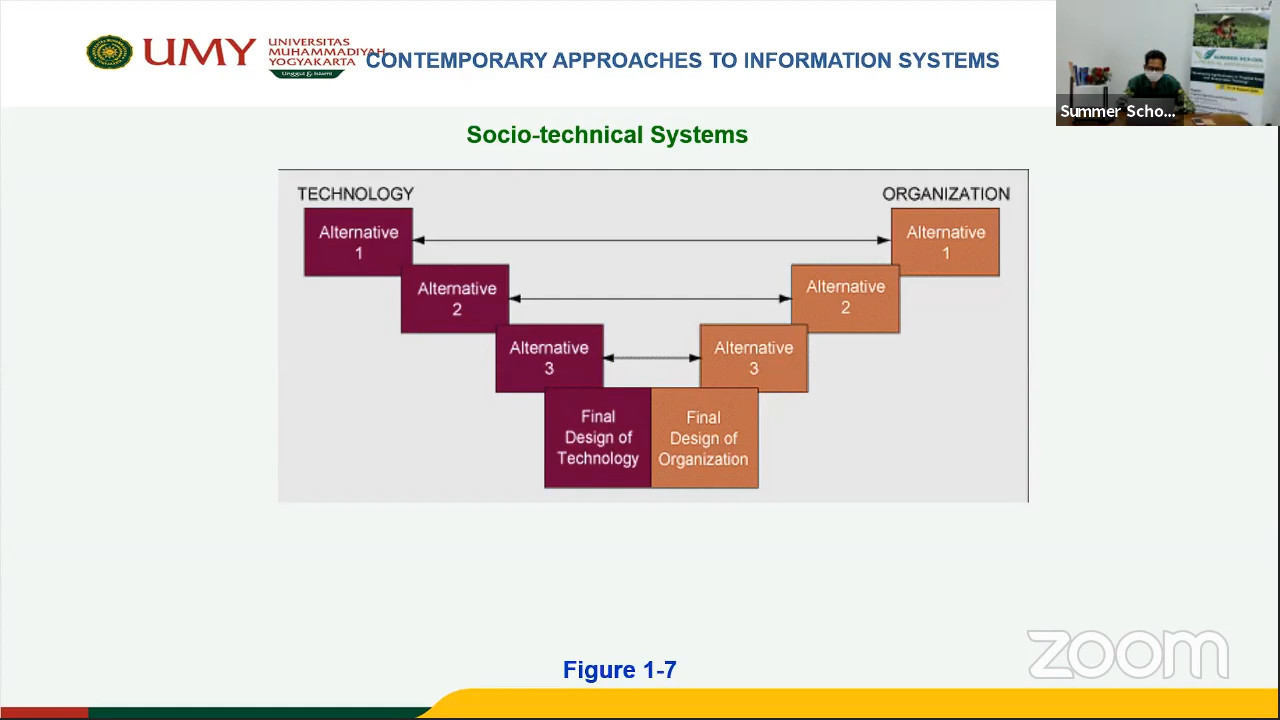 UMY
UNIVERSITAS
MUHAMMADIYAH
YOGYAKARTA
Unggul & Islami
CONTEMPORARY APPROACHES TO INFORMATION SYSTEMS
Summer Scho...
Socio-technical Systems
TECHNOLOGY
ORGANIZATION
Alternative
1
Alternative
1
Alternative
2
Alternative
2
Alternative
3
Alternative
3
Final
Design of
Technology
Final
Design of
Organization
zoom
Figure 1-7